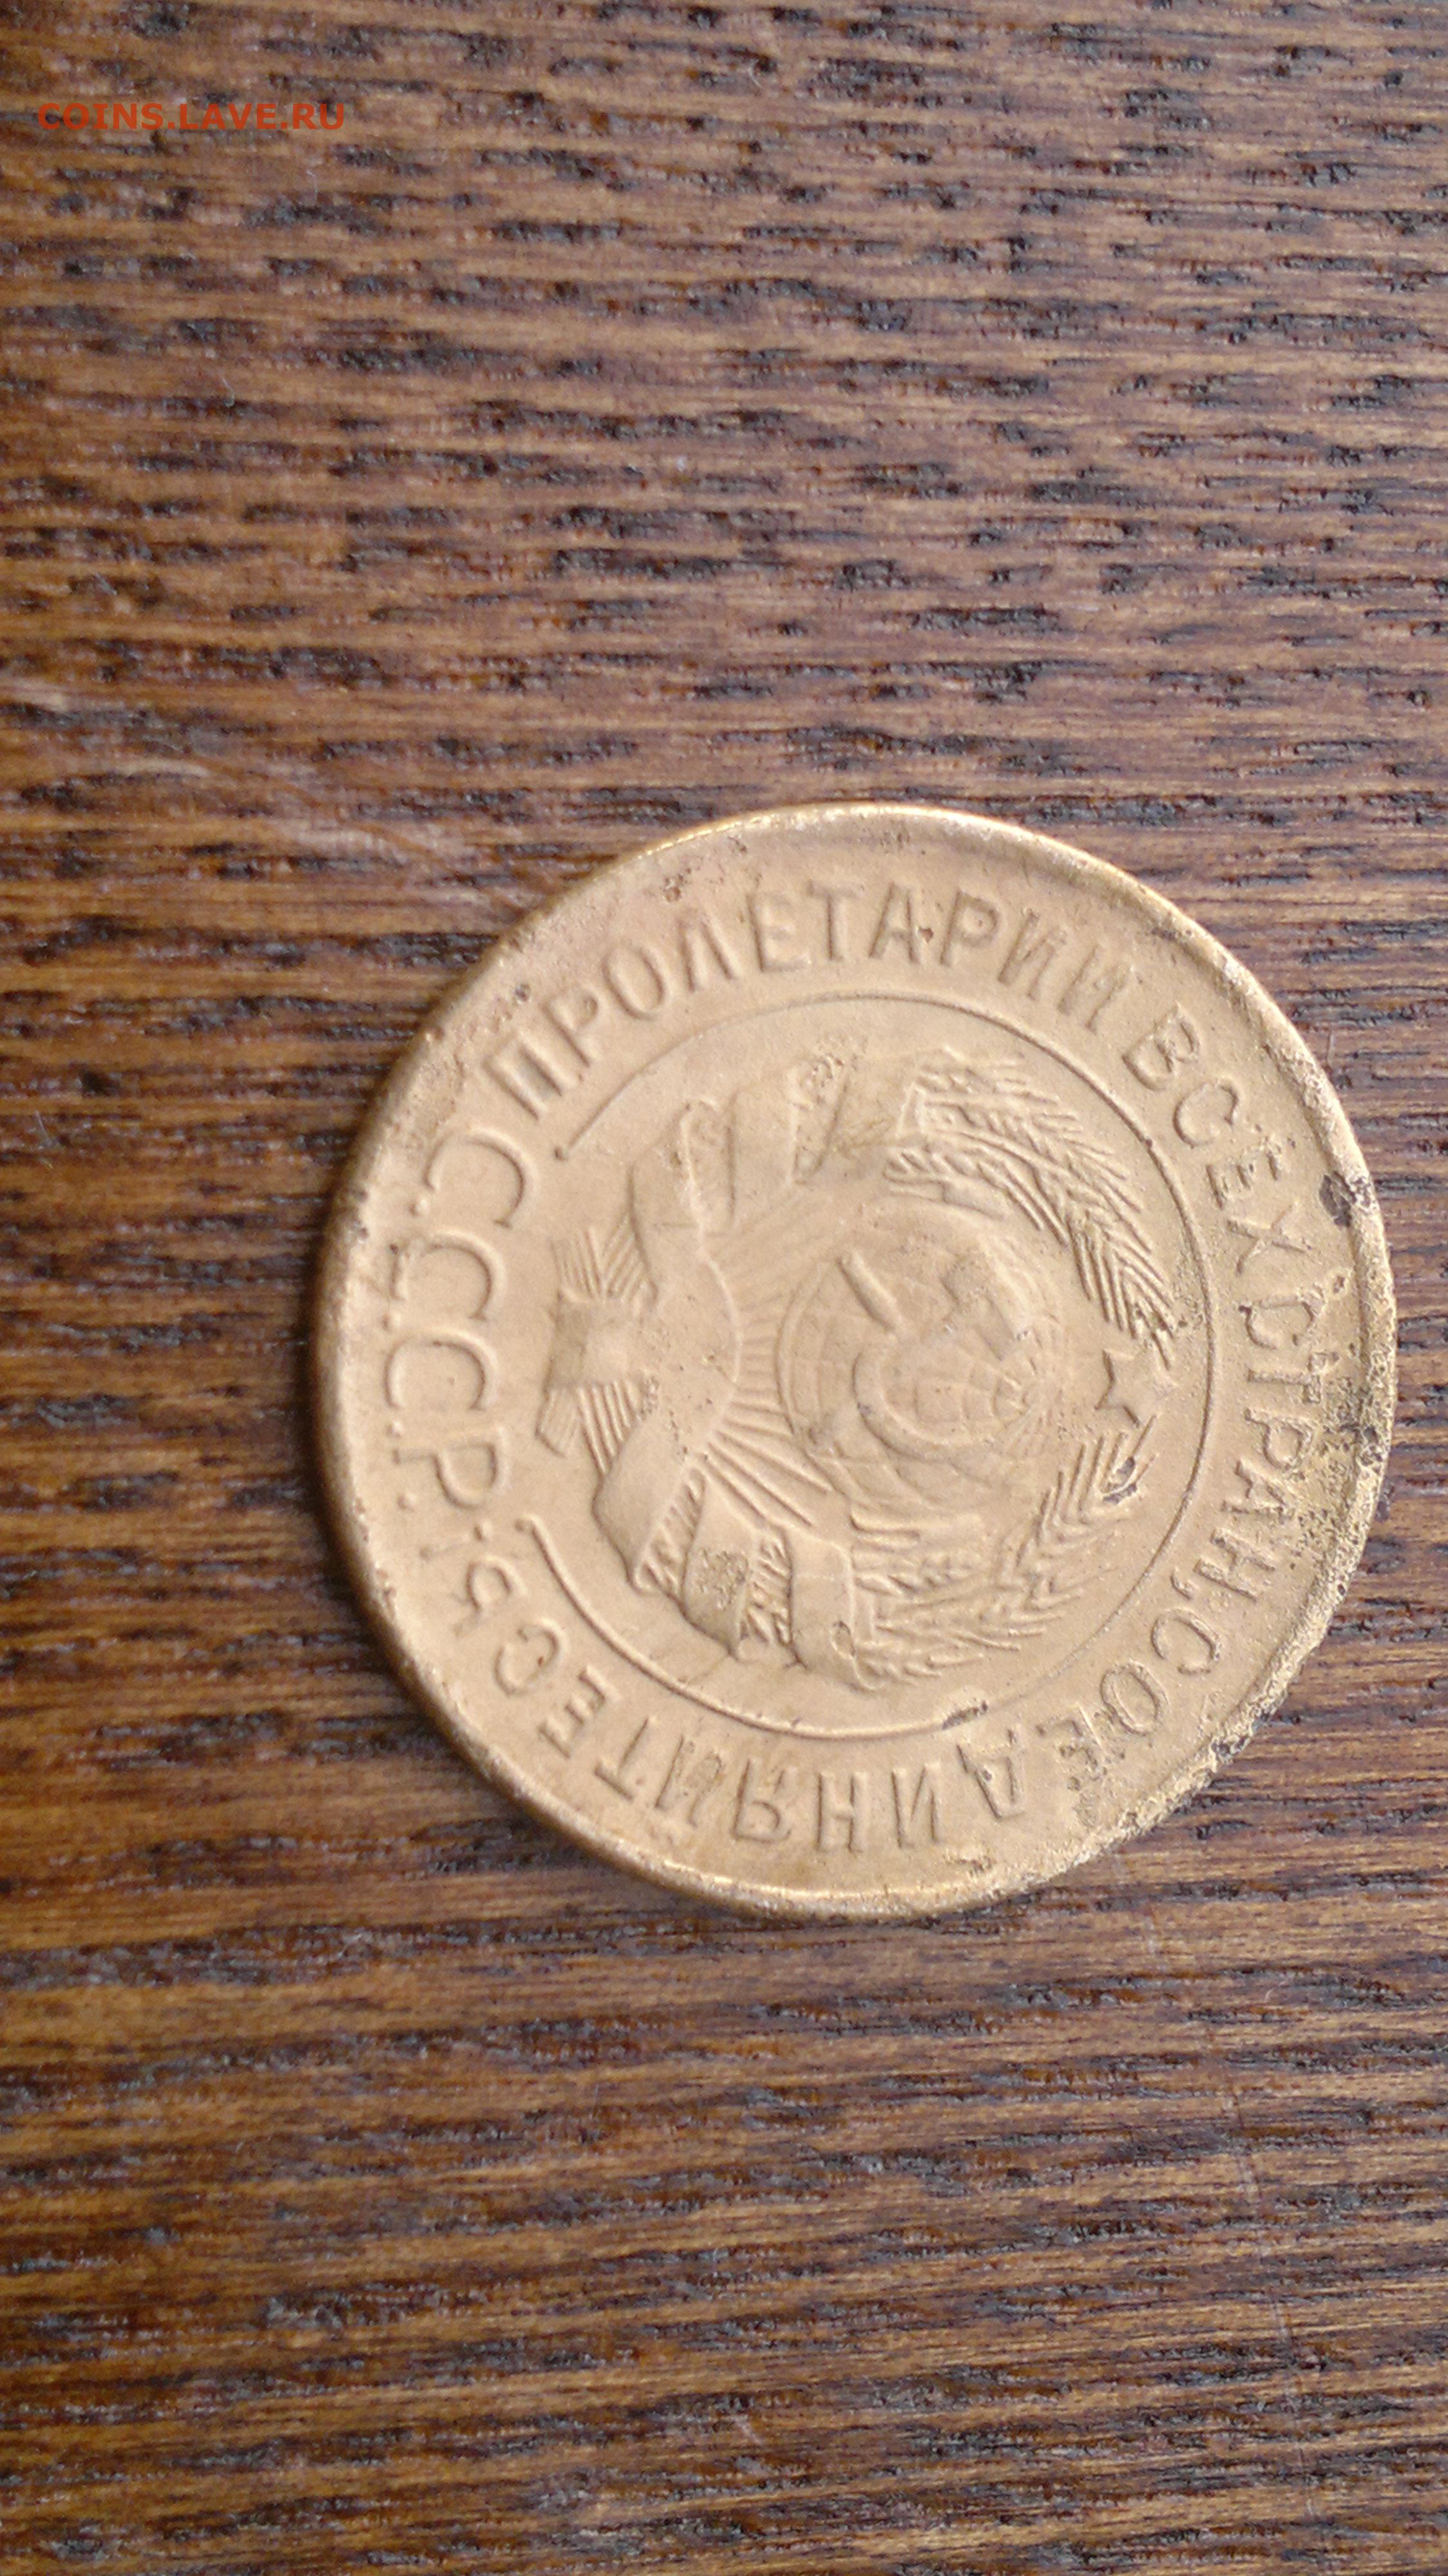 COINS.LAVE.RU
ПРОЛЕТАРИИ ВСЕХ СТРАН, СОЕДИНЯЙТЕСЬ
С.С.С.Р.